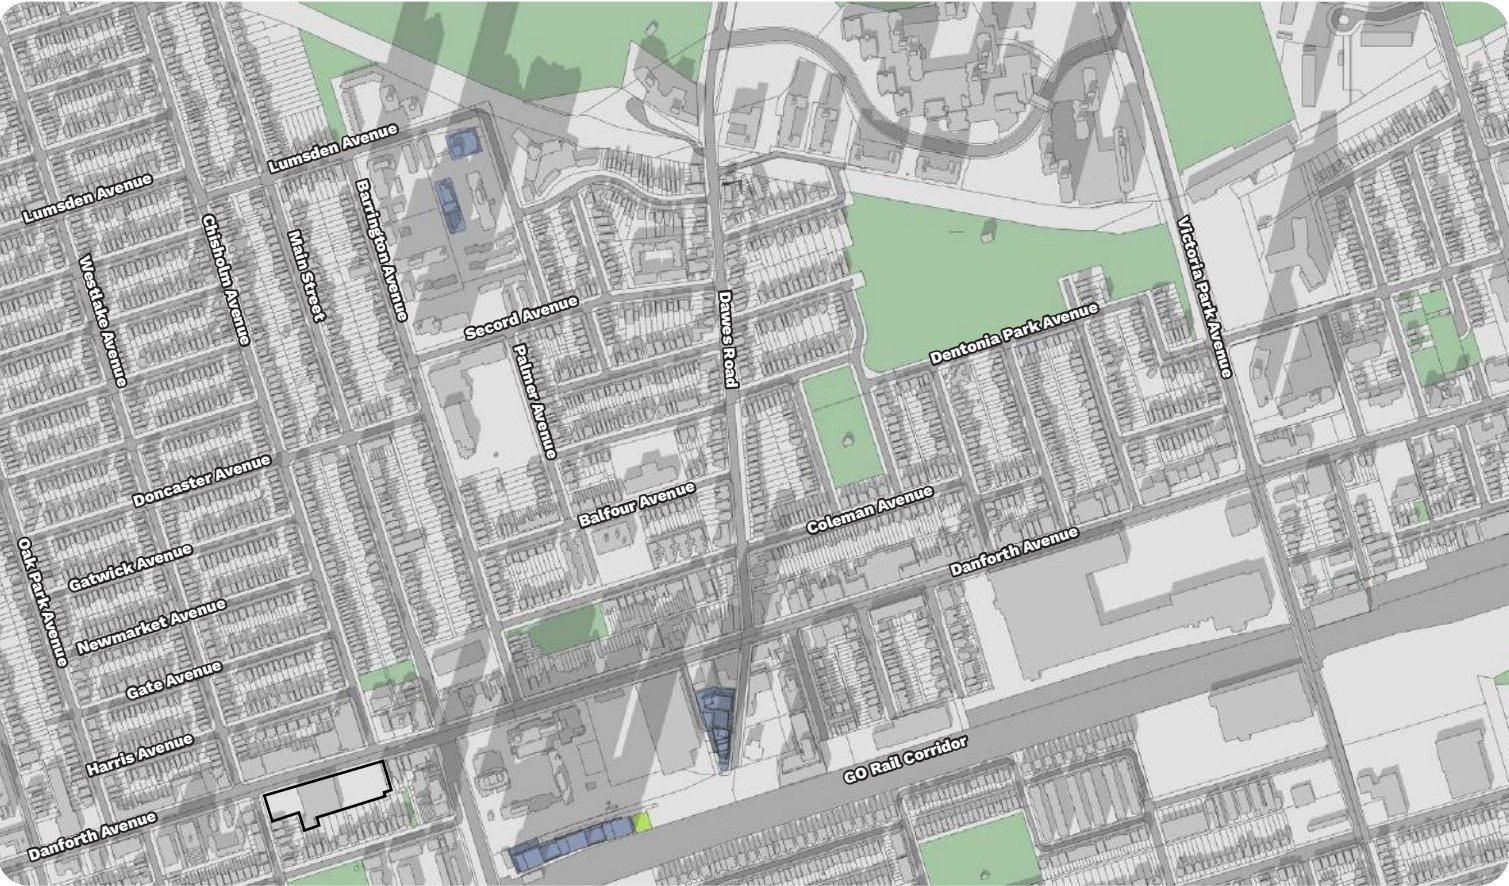 Lumsden Avenue
Lumsden Avenue
Barrington Avenue
Chisholm Avenue
Main Street
Westlake Avenue
Victoria Park Avenue
Dawes Road
Secord Avenue
Dentonia Park Avenue
Palmer Avenue
Doncaster Avenue
Balfour Avenue
Coleman Avenue
Danforth Avenue
Oak Park Avenue
Gatwick Avenue
Newmarket Avenue
Gate Avenue
Harris Avenue
GO Rail Corridor
Danforth Avenue